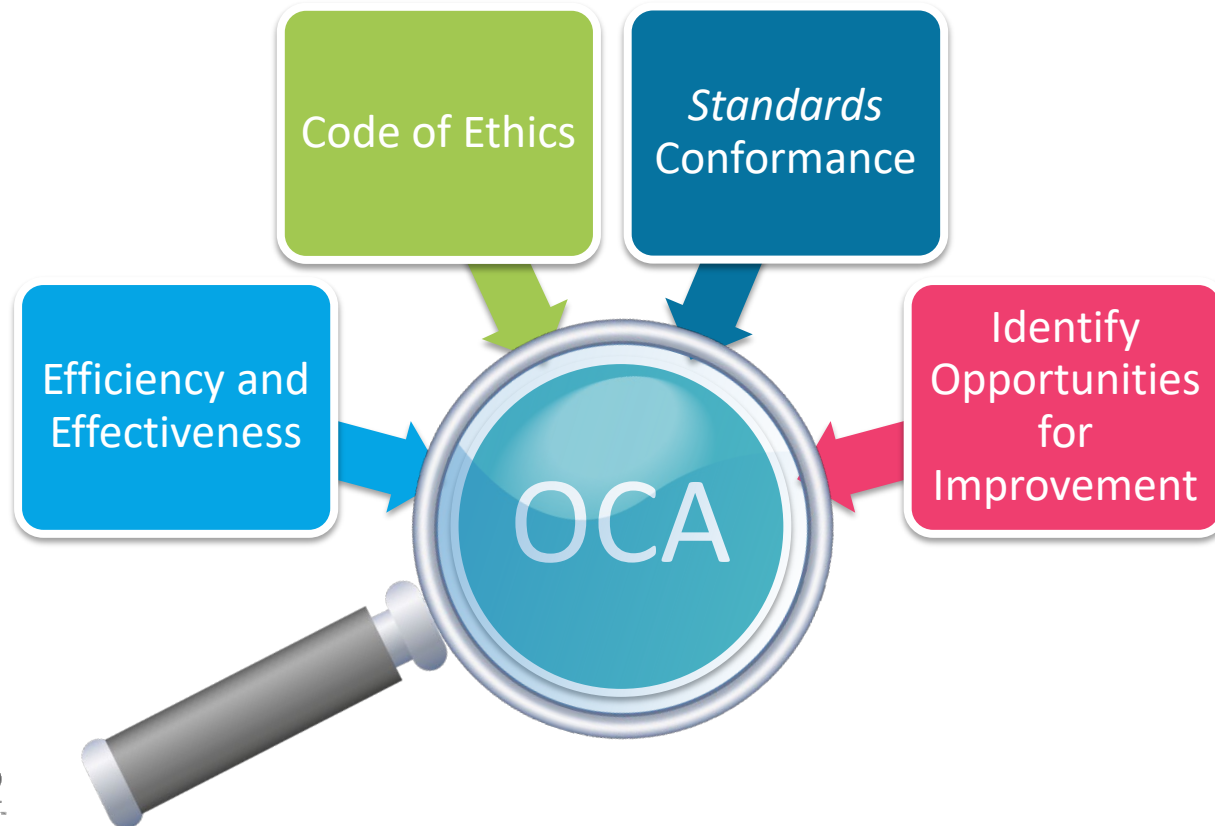 Code of Ethics
Standards
Conformance
Efficiency and
Effectiveness
Identify
Opportunities
for
Improvement
OCA